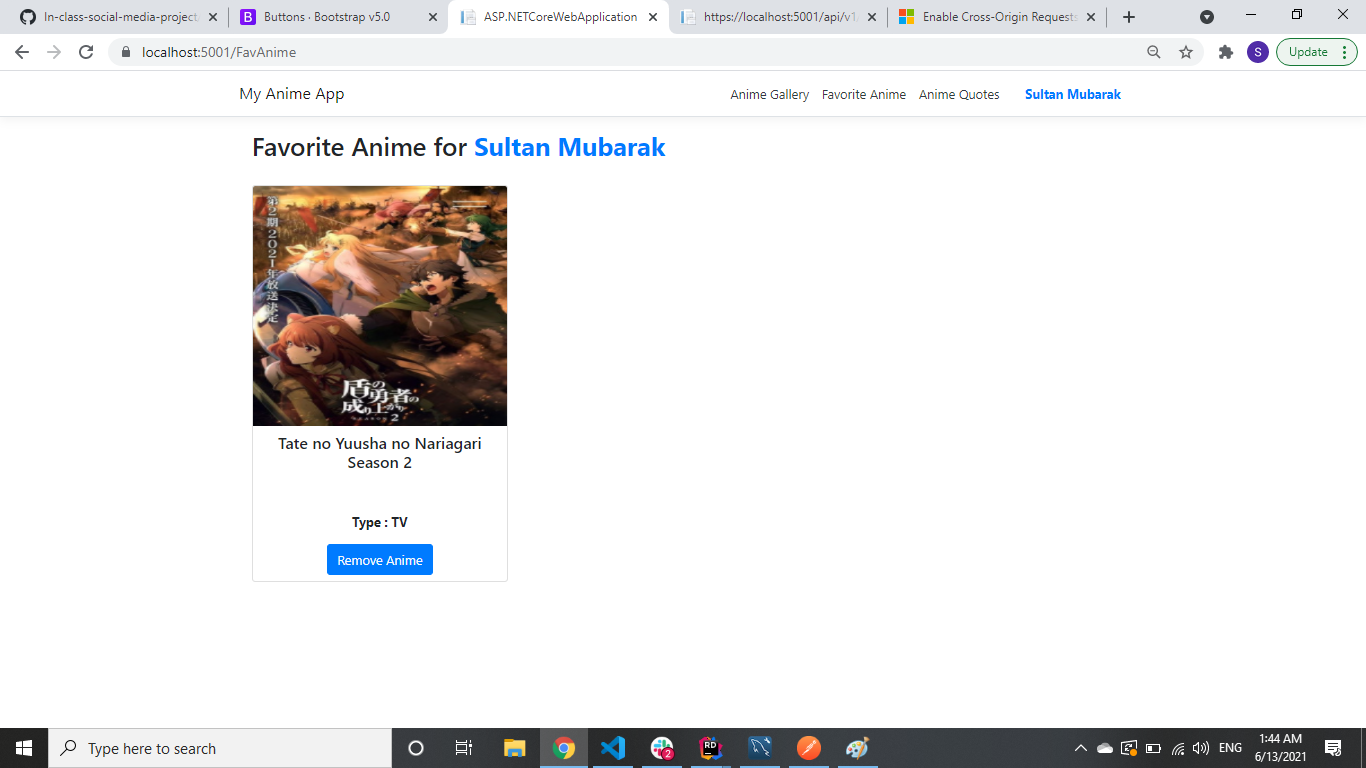 In-class-social-media-project
Buttons · Bootstrap v5.0
ASP.NETCoreWebApplication
https://localhost:5001/api/v1/
Enable Cross-Origin Requests
localhost:5001/FavAnime
S
Update
My Anime App
Anime Gallery
Favorite Anime
Anime Quotes
Sultan Mubarak
Favorite Anime for Sultan Mubarak
第2期2021年放送決定
盾の勇者の
成り上がり
SEASON 2
Tate no Yuusha no Nariagari
Season 2
Type : TV
Remove Anime
Type here to search
2
RD
ENG
1:44 AM
6/13/2021